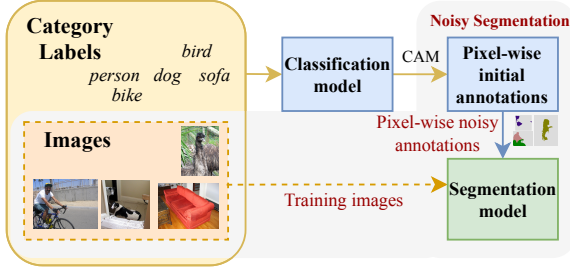 Category
Labels
bird
person dog sofa
bike
Images
Classification
model
CAM
Noisy Segmentation
Pixel-wise
initial
annotations
Pixel-wise noisy
annotations
Training images
Segmentation
model